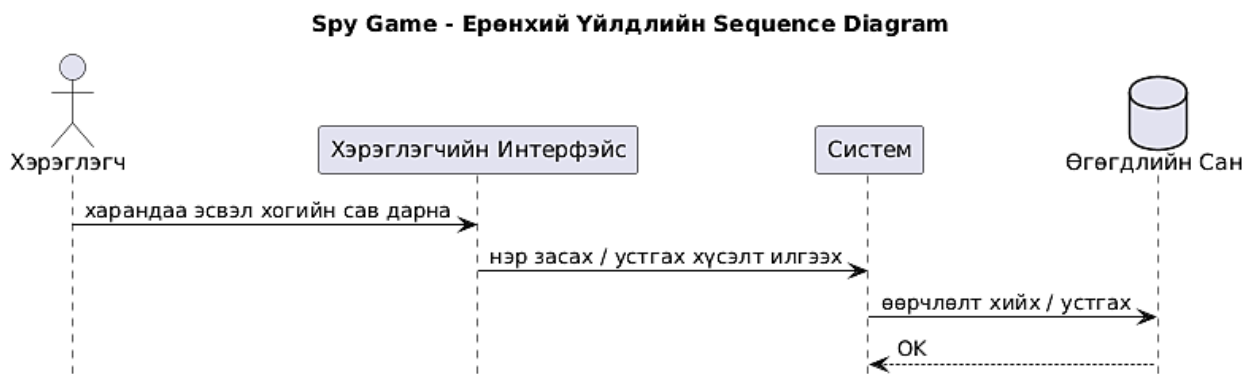 Spy Game - Ерөнхий Үйлдлийн Sequence Diagram
Хэрэглэгч
Хэрэглэгчийн Интерфэйс
Систем
Өгөгдлийн Сан
харандаа эсвэл хогийн сав дарна
нэр засах / устгах хүсэлт илгээх
өөрчлөлт хийх / устгах
OK